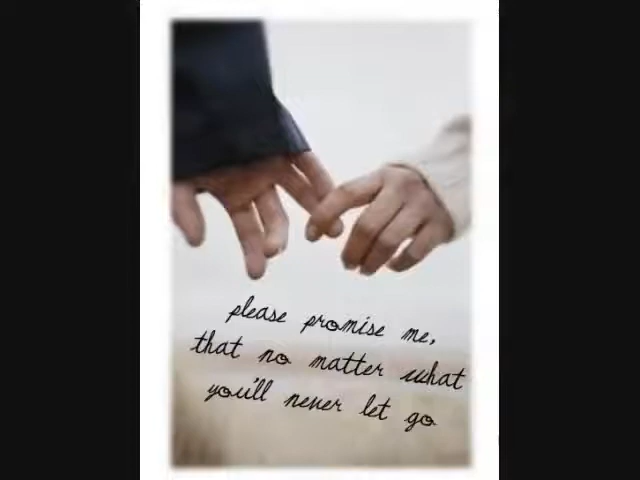 please promise me,
that no matter what
you'll never let go